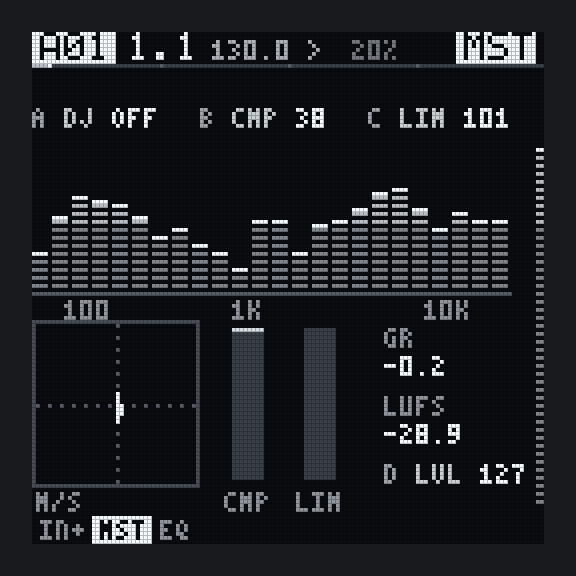 A01 1.1 130.0 > 20% MST
A DJ OFF B CMP 38 C LIM 101
100 1K 10K
GR
-0.2
LUFS
-28.9
D LVL 127
M/S CMP LIM
IN+ MST EQ